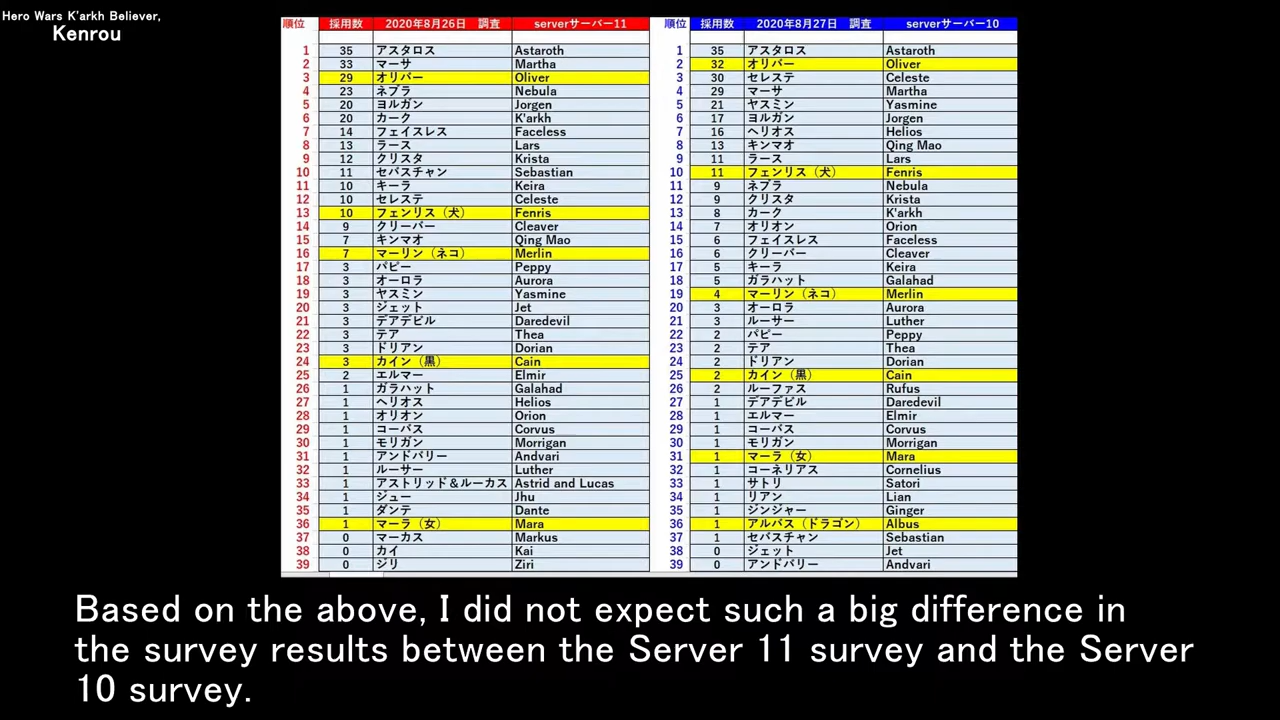 Hero Wars K'arkh Believer,
Kenrou
順位 採用数 2020年8月26日 調査 serverサーバー11
1 35 アスタロス Astaroth
2 33 マーサ Martha
3 29 オリバー Oliver
4 23 ネブラ Nebula
5 20 ヨルガン Jorgen
6 20 カーク K'arkh
7 14 フェイスレス Faceless
8 13 ラース Lars
9 12 クリスタ Krista
10 11 セバスチャン Sebastian
11 10 キーラ Keira
12 10 セレステ Celeste
13 10 フェンリス（犬） Fenris
14 9 クリーバー Cleaver
15 7 キンマオ Qing Mao
16 7 マーリン（ネコ） Merlin
17 3 パピー Peppy
18 3 オーロラ Aurora
19 3 ヤスミン Yasmine
20 3 ジェット Jet
21 3 デアデビル Daredevil
22 3 テア Thea
23 3 ドリアン Dorian
24 3 カイン（黒） Cain
25 2 エルマー Elmir
26 1 ガラハット Galahad
27 1 ヘリオス Helios
28 1 オリオン Orion
29 1 コーバス Corvus
30 1 モリガン Morrigan
31 1 アンドバリー Andvari
32 1 ルーサー Luther
33 1 アストリッド＆ルーカス Astrid and Lucas
34 1 ジュー Jhu
35 1 ダンテ Dante
36 1 マーラ（女） Mara
37 0 マーカス Markus
38 0 カイ Kai
39 0 ジリ Ziri
順位 採用数 2020年8月27日 調査 serverサーバー10
1 35 アスタロス Astaroth
2 32 オリバー Oliver
3 30 セレステ Celeste
4 29 マーサ Martha
5 21 ヤスミン Yasmine
6 17 ヨルガン Jorgen
7 16 ヘリオス Helios
8 13 キンマオ Qing Mao
9 11 ラース Lars
10 11 フェンリス（犬） Fenris
11 9 ネブラ Nebula
12 9 クリスタ Krista
13 8 カーク K'arkh
14 7 オリオン Orion
15 6 フェイスレス Faceless
16 6 クリーバー Cleaver
17 5 キーラ Keira
18 5 ガラハット Galahad
19 4 マーリン（ネコ） Merlin
20 3 オーロラ Aurora
21 3 ルーサー Luther
22 2 パピー Peppy
23 2 テア Thea
24 2 ドリアン Dorian
25 2 カイン（黒） Cain
26 2 ルーファス Rufus
27 1 デアデビル Daredevil
28 1 エルマー Elmir
29 1 コーバス Corvus
30 1 モリガン Morrigan
31 1 マーラ（女） Mara
32 1 コーネリアス Cornelius
33 1 サトリ Satori
34 1 リアン Lian
35 1 ジンジャー Ginger
36 1 アルバス（ドラゴン） Albus
37 1 セバスチャン Sebastian
38 0 ジェット Jet
39 0 アンドバリー Andvari
Based on the above, I did not expect such a big difference in
the survey results between the Server 11 survey and the Server
10 survey.